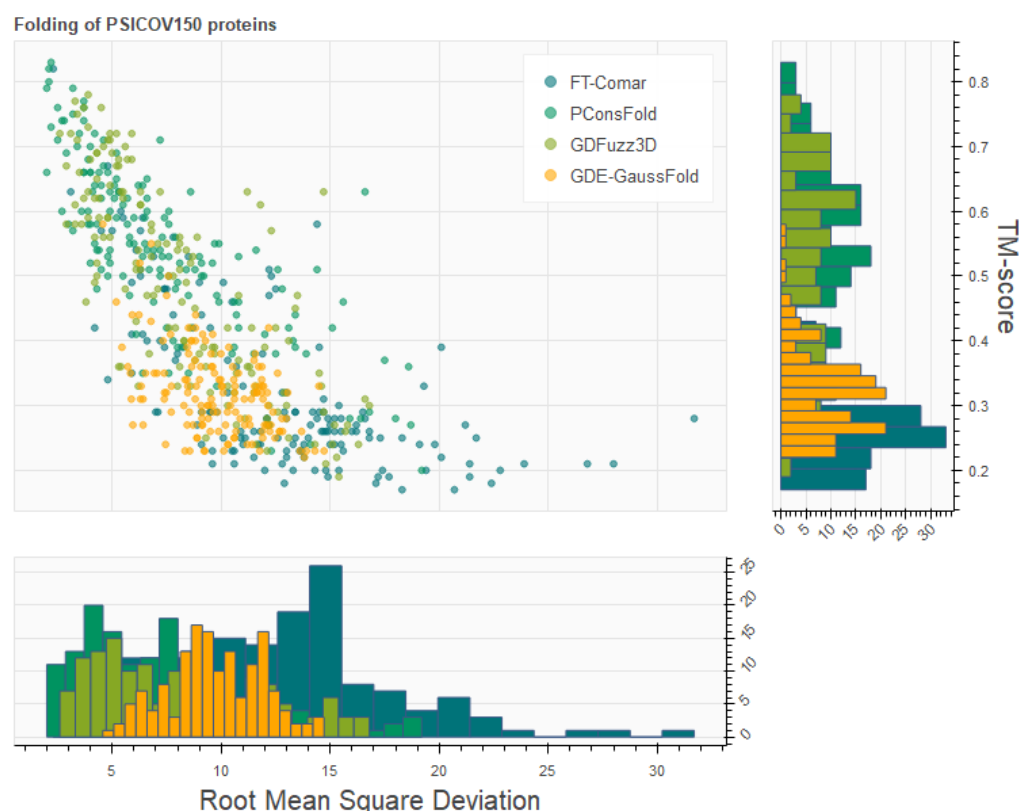 Folding of PSICOV150 proteins
FT-Comar
PConsFold
GDFuzz3D
GDE-GaussFold
0.8
0.7
0.6
0.5
0.4
0.3
0.2
TM-score
0 5 10 15 20 25 30
25
20
15
10
5
0
5 10 15 20 25 30
Root Mean Square Deviation